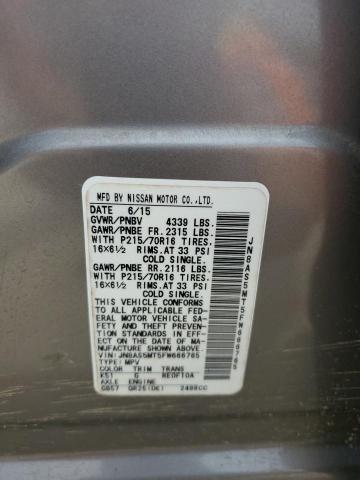 MFD BY NISSAN MOTOR CO.,LTD.
DATE 6/15
GVWR/PNBV 4339 LBS.
GAWR/PNBE FR. 2315 LBS.
WITH P215/70R16 TIRES,
16X6½ RIMS,AT 33 PSI
COLD SINGLE.
GAWR/PNBE RR. 2116 LBS.
WITH P215/70R16 TIRES,
16X6½ RIMS,AT 33 PSI
COLD SINGLE.
THIS VEHICLE CONFORMS
TO ALL APPLICABLE FED-
ERAL MOTOR VEHICLE SA-
FETY AND THEFT PREVEN-
TION STANDARDS IN EFF-
ECT ON THE DATE OF MA-
NUFACTURE SHOWN ABOVE.
VIN:JN8AS5MT5FW666765
TYPE:MPV
COLOR TRIM TRANS
K51 G RE0F10A
AXLE ENGINE
GB57 QR25(DE) 2488CC
JN8AS5MT5FW666765